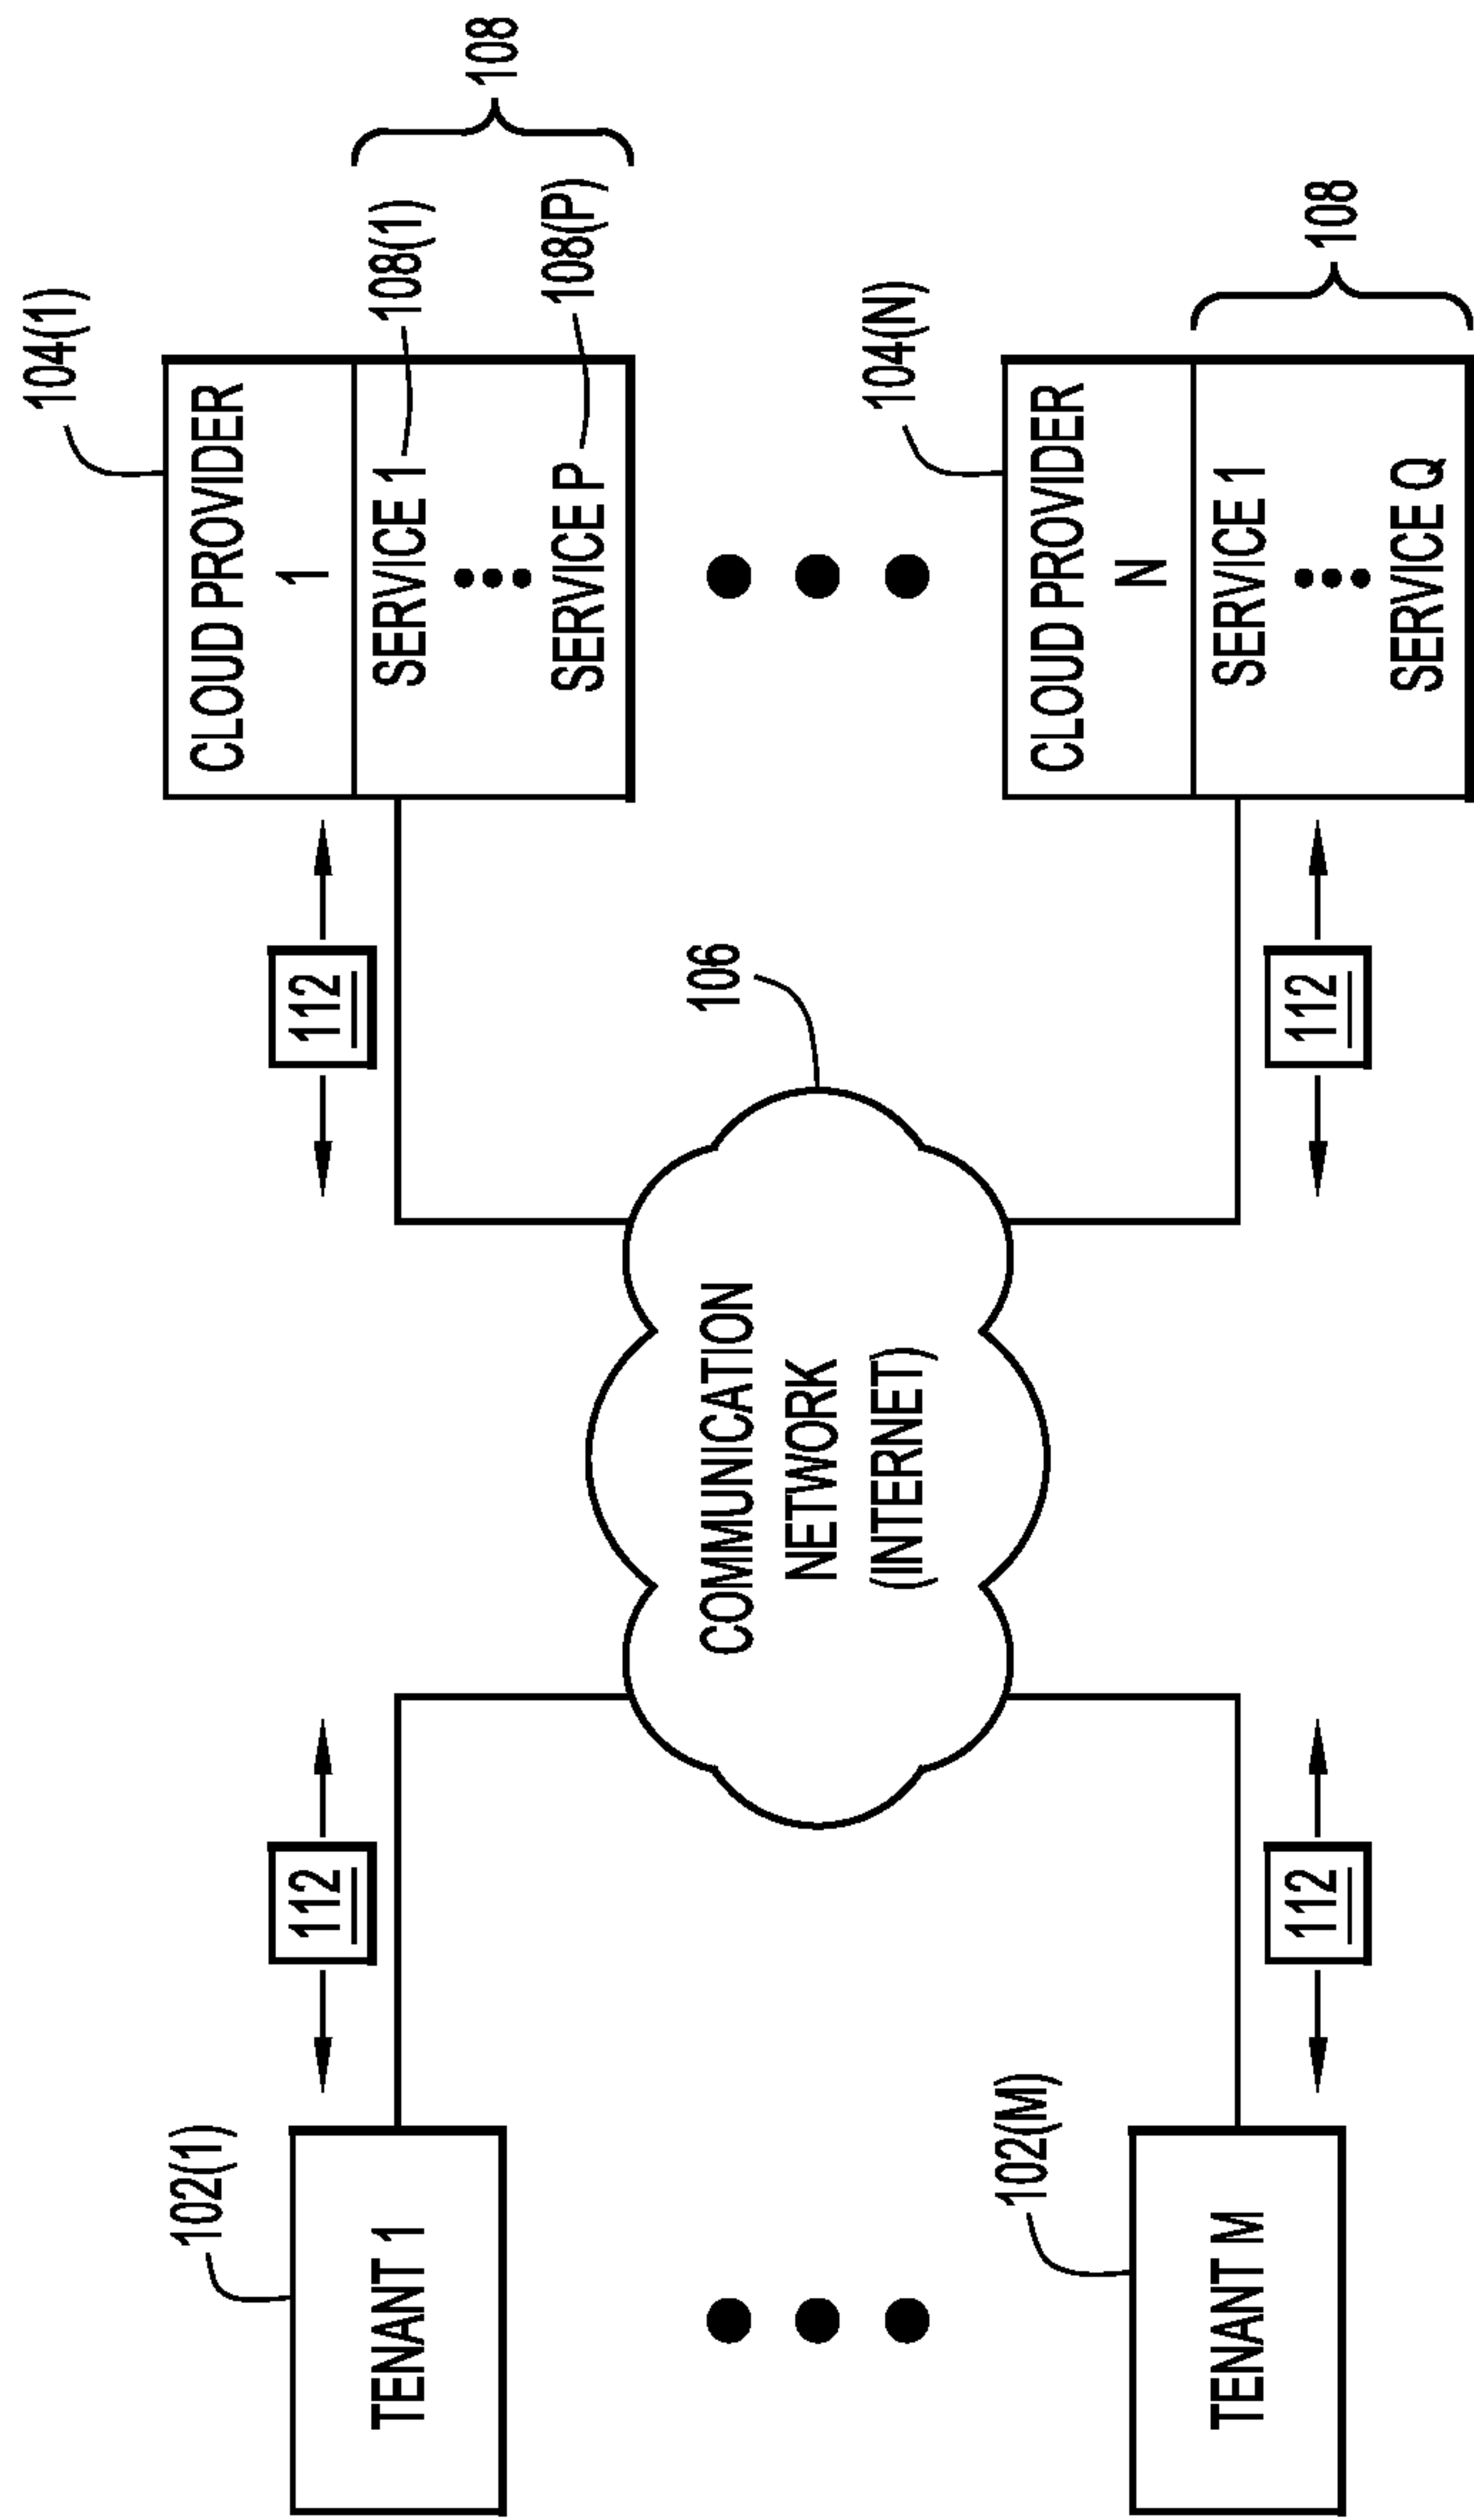 104(1)
CLOUD PROVIDER
1
SERVICE 1
SERVICE P
108(1)
108(P)
108
112
102(1)
TENANT 1
112
106
COMMUNICATION
NETWORK
(INTERNET)
104(N)
CLOUD PROVIDER
N
SERVICE 1
SERVICE Q
108
112
102(M)
TENANT M
112